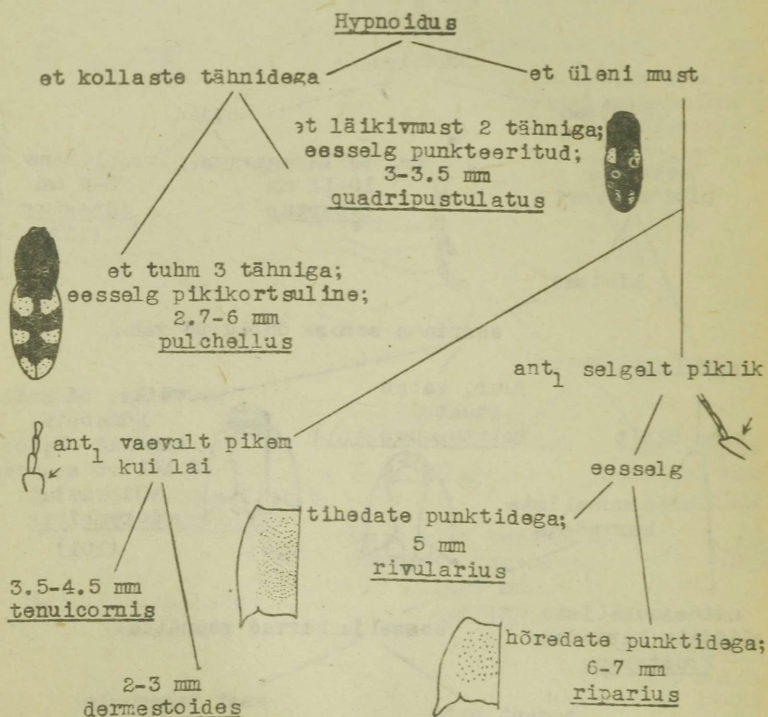 Hypnoidus
et kollaste tähnidega
et üleni must
et läikivmust 2 tähniga;
eesselg punkteeritud;
3-3.5 mm
quadripustulatus
et tuhm 3 tähniga;
eesselg pikikortsuline;
2.7-6 mm
pulchellus
ant1 selgelt piklik
ant1 vaevalt pikem
kui lai
eesselg
tihedate punktidega;
5 mm
rivularius
3.5-4.5 mm
tenuicornis
hõredate punktidega;
6-7 mm
riparius
2-3 mm
dermestoides